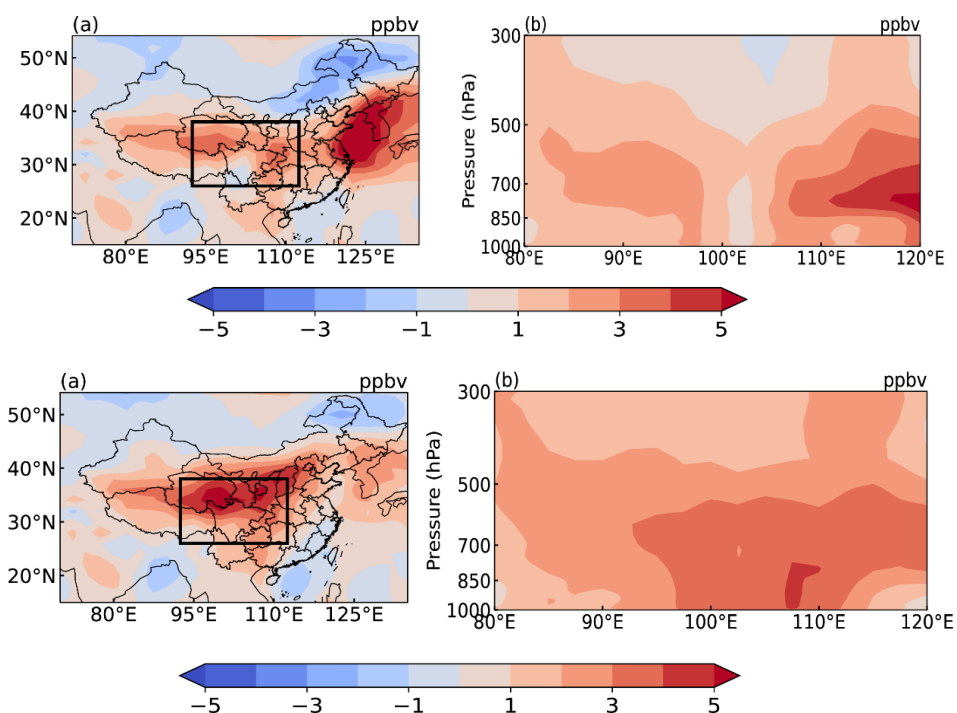 (a) ppbv
50°N
40°N
30°N
20°N
80°E 95°E 110°E 125°E
(b) ppbv
Pressure (hPa)
300
500
700
850
1000
80°E 90°E 100°E 110°E 120°E
−5 −3 −1 1 3 5
(a) ppbv
50°N
40°N
30°N
20°N
80°E 95°E 110°E 125°E
(b) ppbv
Pressure (hPa)
300
500
700
850
1000
80°E 90°E 100°E 110°E 120°E
−5 −3 −1 1 3 5